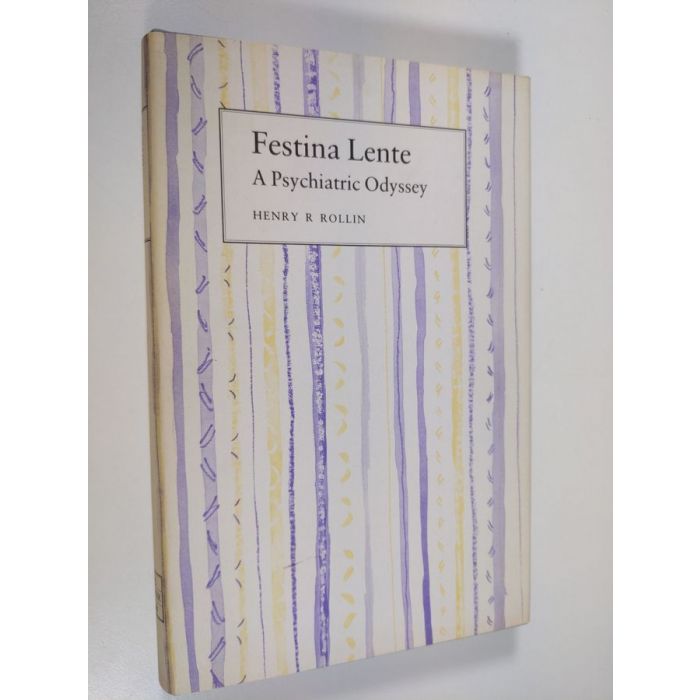 Festina Lente
A Psychiatric Odyssey
HENRY R ROLLIN